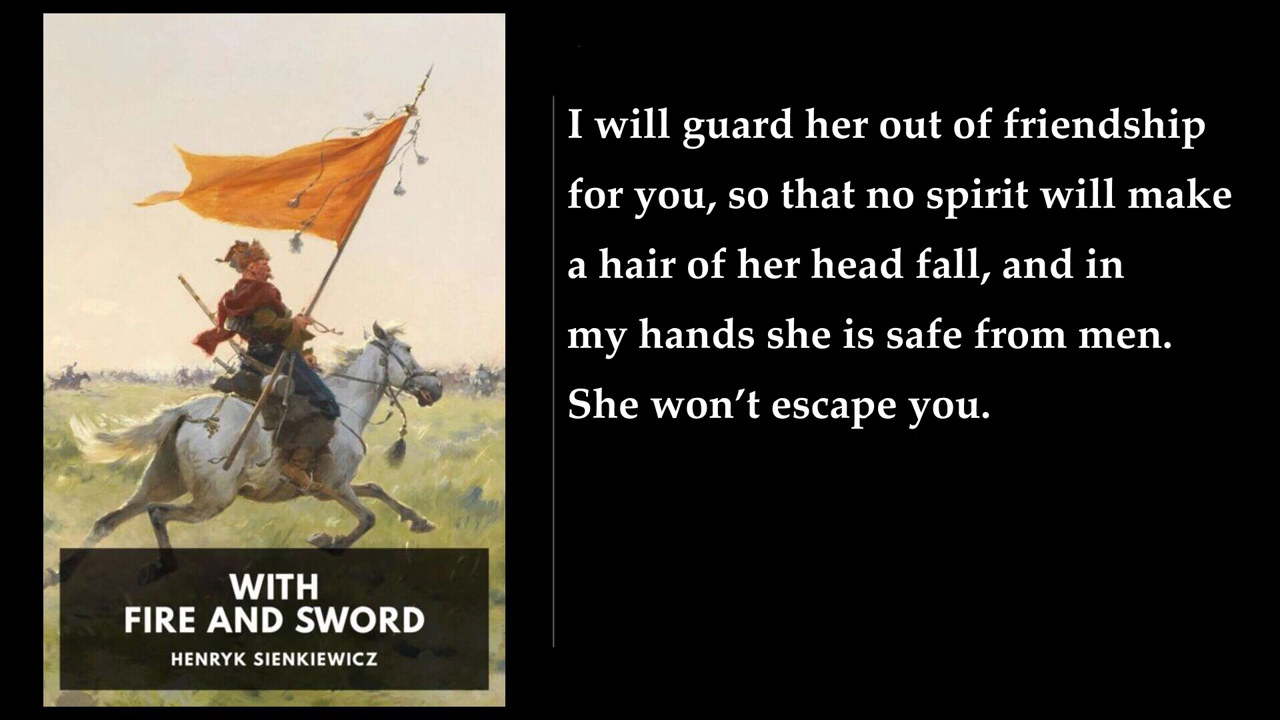 WITH
FIRE AND SWORD
HENRYK SIENKIEWICZ
I will guard her out of friendship
for you, so that no spirit will make
a hair of her head fall, and in
my hands she is safe from men.
She won’t escape you.